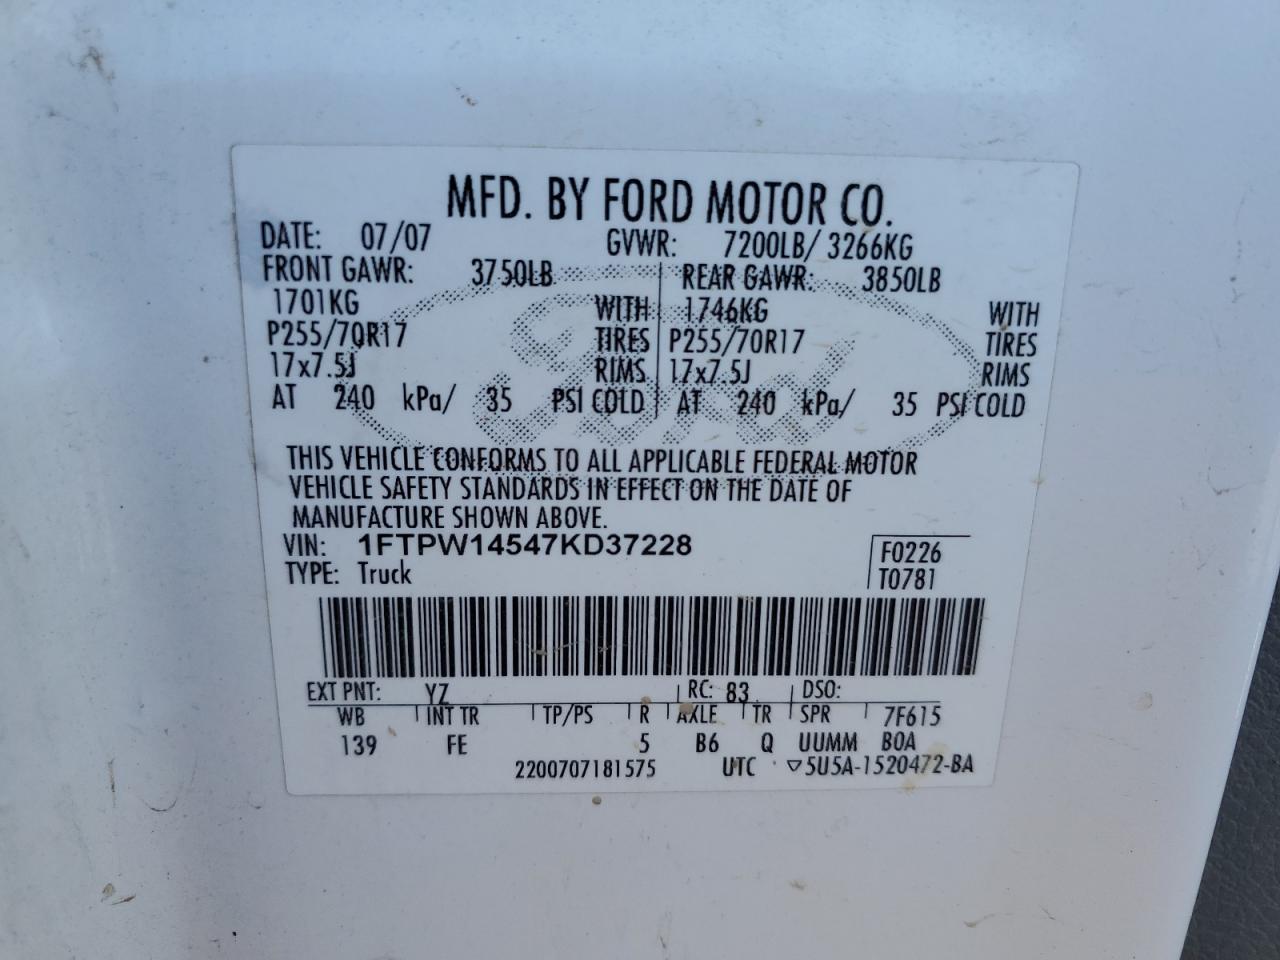 MFD. BY FORD MOTOR CO.
DATE: 07/07 GVWR: 7200LB/ 3266KG
FRONT GAWR: 3750LB REAR GAWR: 3850LB
1701KG WITH 1746KG WITH
P255/70R17 TIRES P255/70R17 TIRES
17x7.5J RIMS 17x7.5J RIMS
AT 240 kPa/ 35 PSI COLD AT 240 kPa/ 35 PSI COLD
Ford
THIS VEHICLE CONFORMS TO ALL APPLICABLE FEDERAL MOTOR
VEHICLE SAFETY STANDARDS IN EFFECT ON THE DATE OF
MANUFACTURE SHOWN ABOVE.
VIN: 1FTPW14547KD37228 F0226
TYPE: Truck T0781
EXT PNT: YZ RC: 83 DSO:
WB INT TR TP/PS R AXLE TR SPR 7F615
139 FE 5 B6 Q UUMM B0A
2200707181575 UTC ▽5U5A-1520472-BA